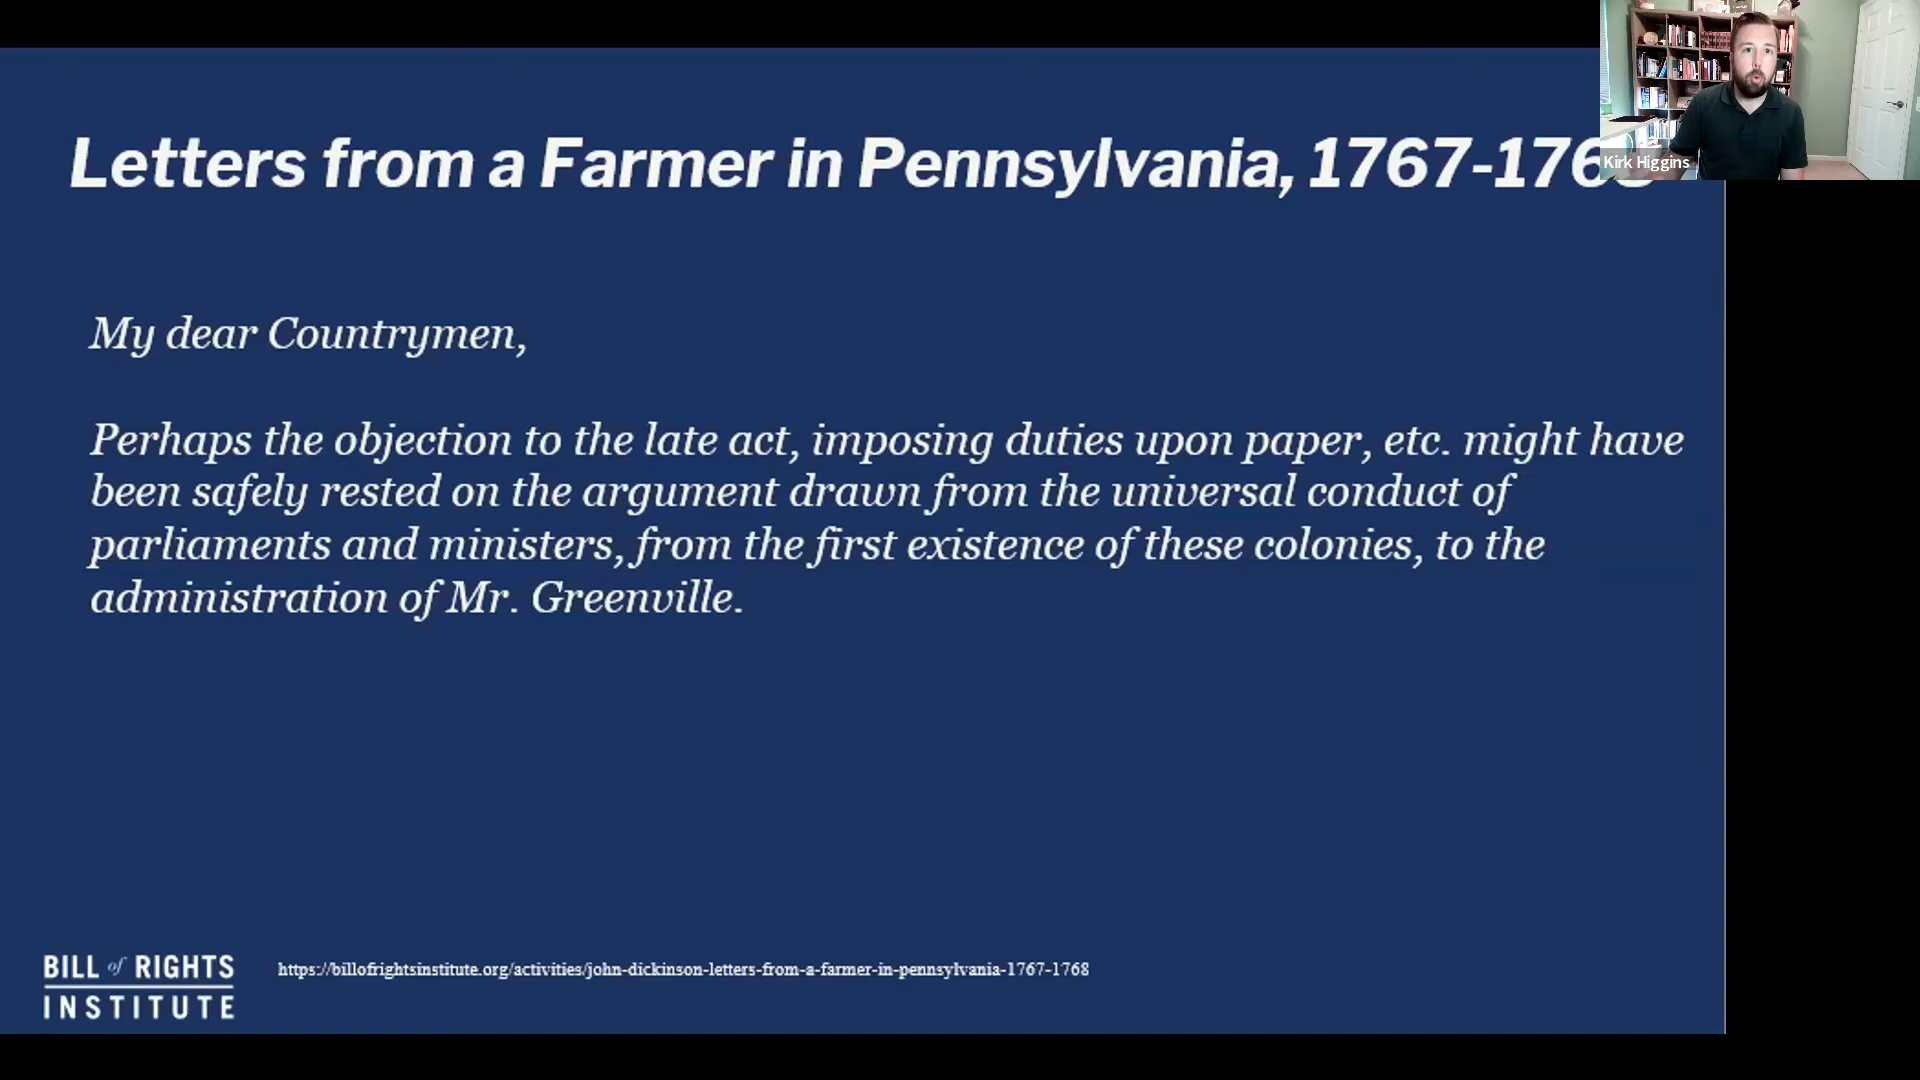 Letters from a Farmer in Pennsylvania, 1767-176
Kirk Higgins
My dear Countrymen,
Perhaps the objection to the late act, imposing duties upon paper, etc. might have
been safely rested on the argument drawn from the universal conduct of
parliaments and ministers, from the first existence of these colonies, to the
administration of Mr. Greenville.
BILL of RIGHTS
INSTITUTE
https://billofrightsinstitute.org/activities/john-dickinson-letters-from-a-farmer-in-pennsylvania-1767-1768